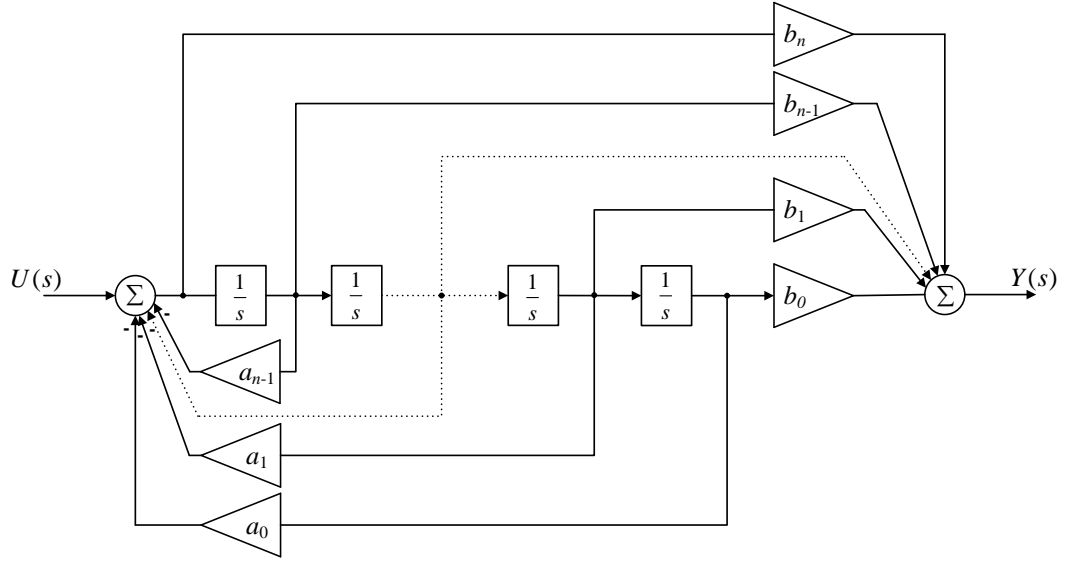 b_n
b_{n-1}
b_1
U(s) Σ 1/s 1/s 1/s 1/s b_0 Σ Y(s)
- - - -
a_{n-1}
a_1
a_0